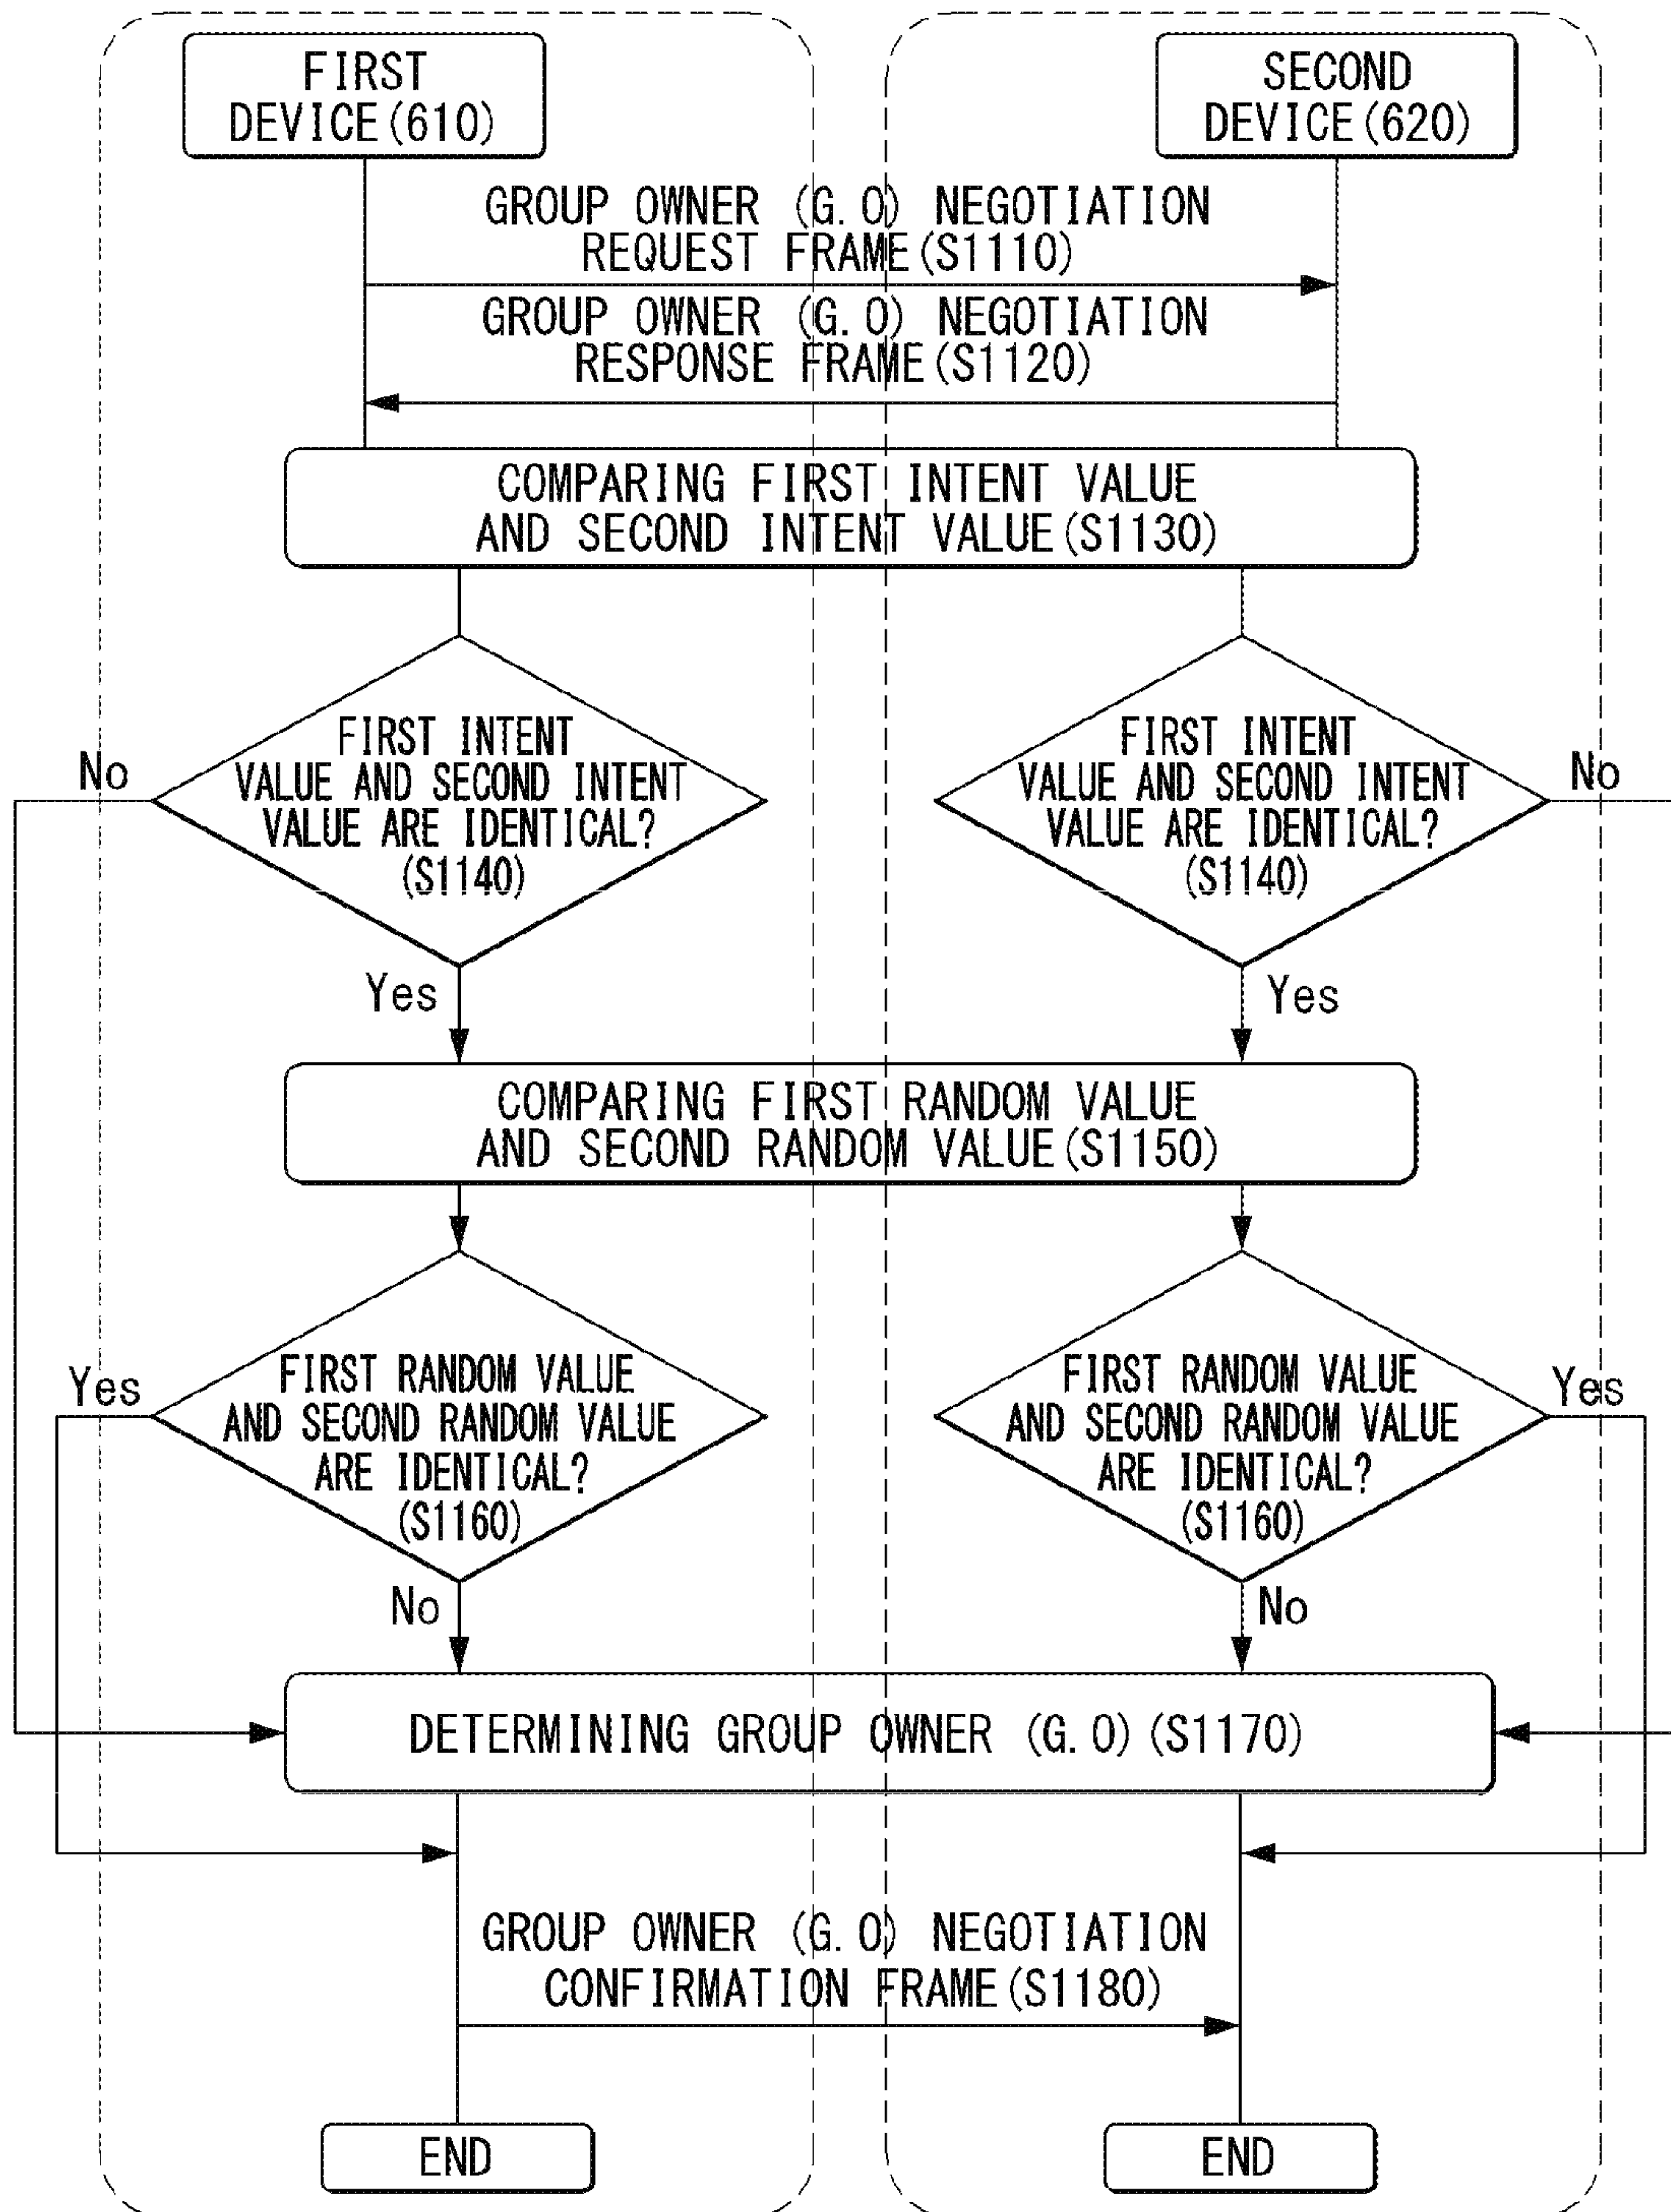 FIRST
DEVICE(610)
SECOND
DEVICE(620)
GROUP OWNER (G.O) NEGOTIATION
REQUEST FRAME(S1110)
GROUP OWNER (G.O) NEGOTIATION
RESPONSE FRAME(S1120)
COMPARING FIRST INTENT VALUE
AND SECOND INTENT VALUE(S1130)
FIRST INTENT
VALUE AND SECOND INTENT
VALUE ARE IDENTICAL?
(S1140)
No
FIRST INTENT
VALUE AND SECOND INTENT
VALUE ARE IDENTICAL?
(S1140)
No
Yes
Yes
COMPARING FIRST RANDOM VALUE
AND SECOND RANDOM VALUE(S1150)
Yes
FIRST RANDOM VALUE
AND SECOND RANDOM VALUE
ARE IDENTICAL?
(S1160)
FIRST RANDOM VALUE
AND SECOND RANDOM VALUE
ARE IDENTICAL?
(S1160)
Yes
No
No
DETERMINING GROUP OWNER (G.O)(S1170)
GROUP OWNER (G.O) NEGOTIATION
CONFIRMATION FRAME(S1180)
END
END